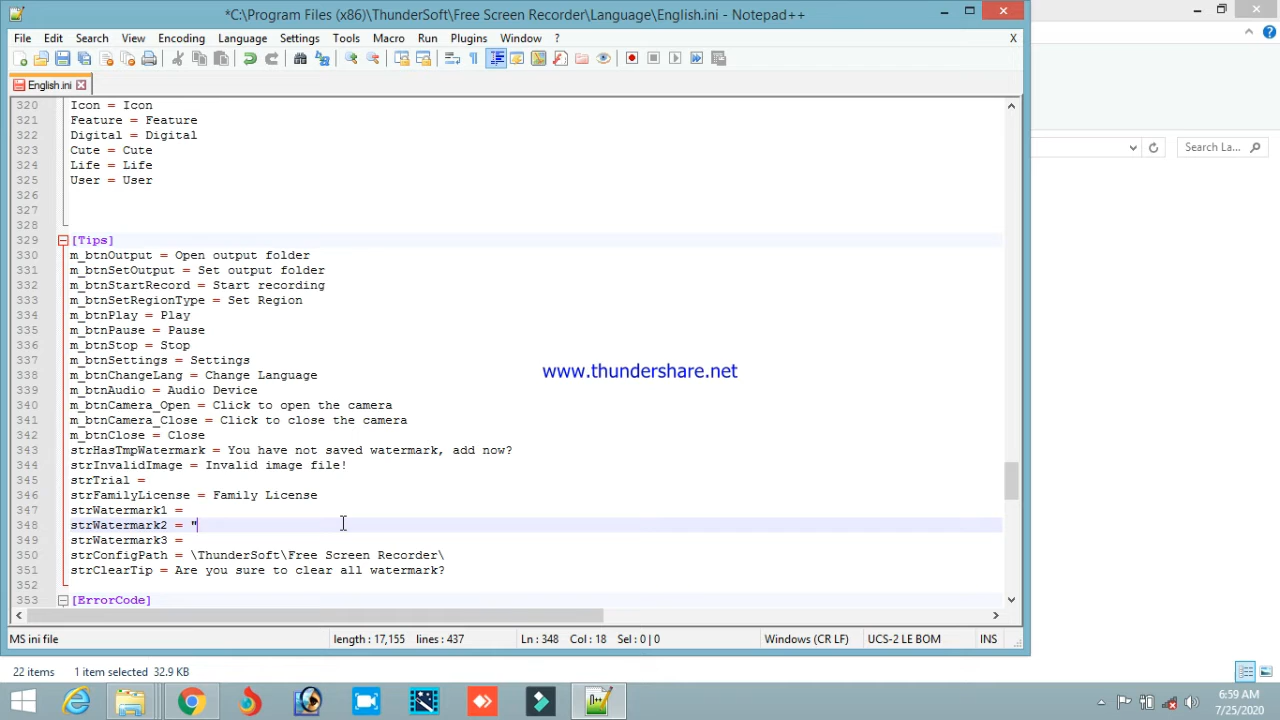 *C:\Program Files (x86)\ThunderSoft\Free Screen Recorder\Language\English.ini - Notepad++
File Edit Search View Encoding Language Settings Tools Macro Run Plugins Window ? X
English.ini
Search La...
320 Icon = Icon
321 Feature = Feature
322 Digital = Digital
323 Cute = Cute
324 Life = Life
325 User = User
326
327
328
329 [Tips]
330 m_btnOutput = Open output folder
331 m_btnSetOutput = Set output folder
332 m_btnStartRecord = Start recording
333 m_btnSetRegionType = Set Region
334 m_btnPlay = Play
335 m_btnPause = Pause
336 m_btnStop = Stop
337 m_btnSettings = Settings
338 m_btnChangeLang = Change Language
339 m_btnAudio = Audio Device
340 m_btnCamera_Open = Click to open the camera
341 m_btnCamera_Close = Click to close the camera
342 m_btnClose = Close
343 strHasTmpWatermark = You have not saved watermark, add now?
344 strInvalidImage = Invalid image file!
345 strTrial =
346 strFamilyLicense = Family License
347 strWatermark1 =
348 strWatermark2 = "
349 strWatermark3 =
350 strConfigPath = \ThunderSoft\Free Screen Recorder\
351 strClearTip = Are you sure to clear all watermark?
352
353 [ErrorCode]
www.thundershare.net
MS ini file length : 17,155 lines : 437 Ln : 348 Col : 18 Sel : 0 | 0 Windows (CR LF) UCS-2 LE BOM INS
22 items 1 item selected 32.9 KB
6:59 AM
7/25/2020